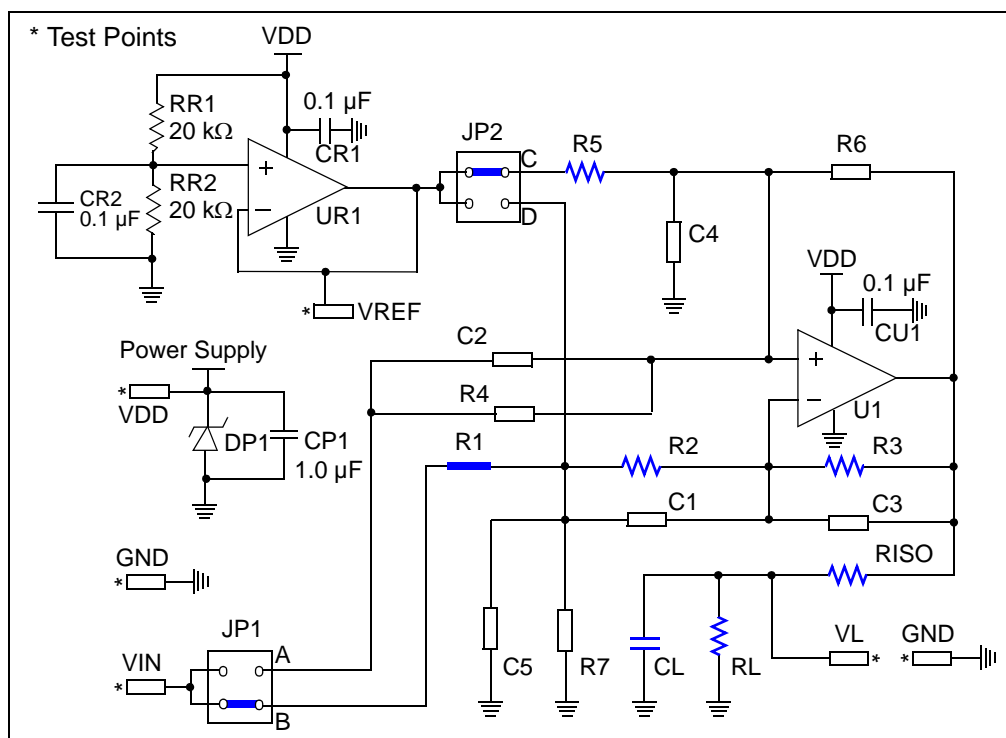 * Test Points
VDD
RR1
20 kΩ
0.1 µF
CR1
JP2
C
D
R5
R6
CR2
0.1 µF
RR2
20 kΩ
+
−
UR1
C4
VDD
0.1 µF
CU1
* VREF
C2
Power Supply
* VDD
R4
+
−
U1
DP1
CP1
1.0 µF
R1
R2
R3
C1
C3
GND
*
RISO
JP1
VIN
*
A
B
C5
R7
CL
RL
VL
*
GND
*